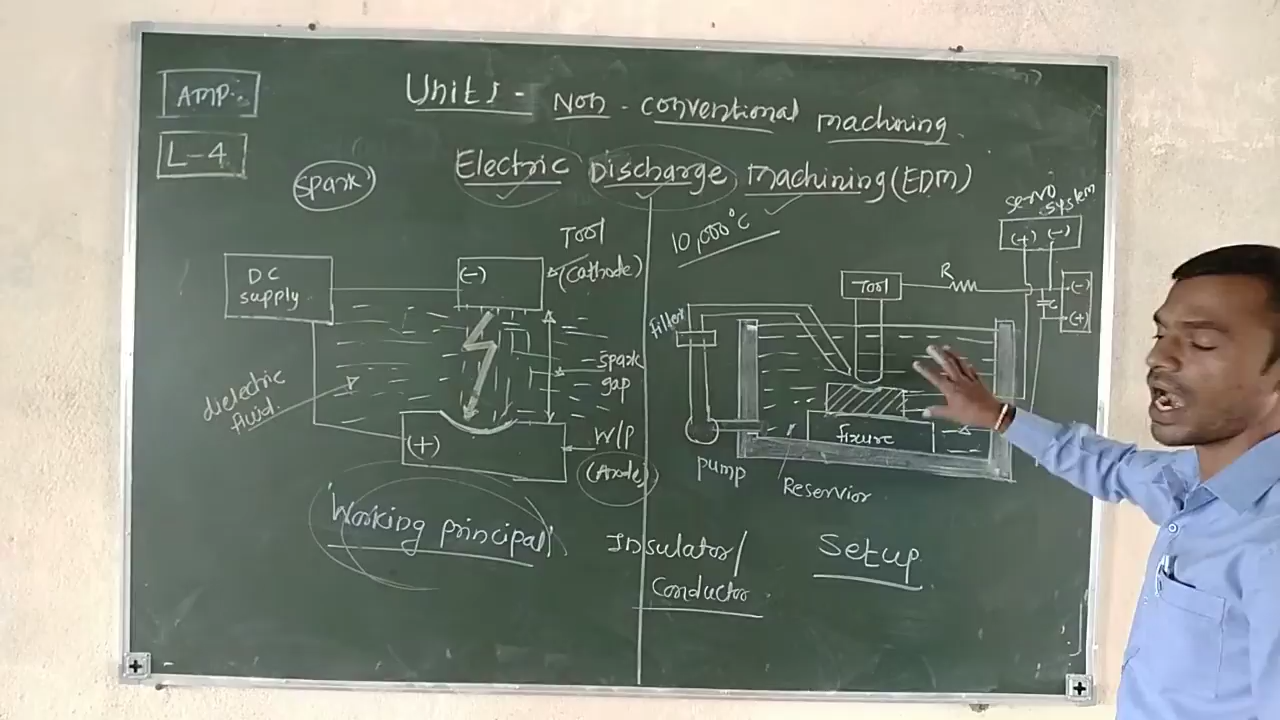 AMP:
L-4
Unit5 - Non-conventional machining
Electric Discharge Machining (EDM)
Spark
10,000°C
DC
supply
(-)
Tool
(Cathode)
spark
gap
dielectric
fluid.
(+)
W/P
(Anode)
Working principal
Insulator/
Conductor
servo
system
(+) (-)
R
(-)
C
(+)
Tool
Filter
fixure
pump
Reservior
Setup